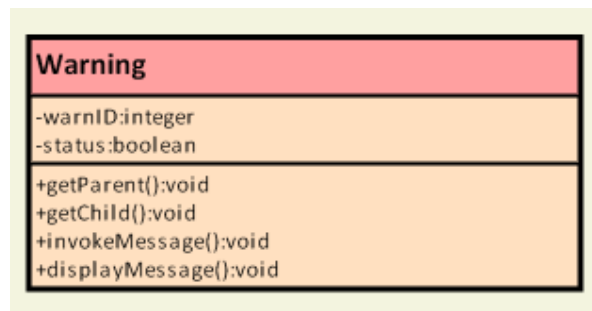 Warning
-warnID:integer
-status:boolean
+getParent():void
+getChild():void
+invokeMessage():void
+displayMessage():void